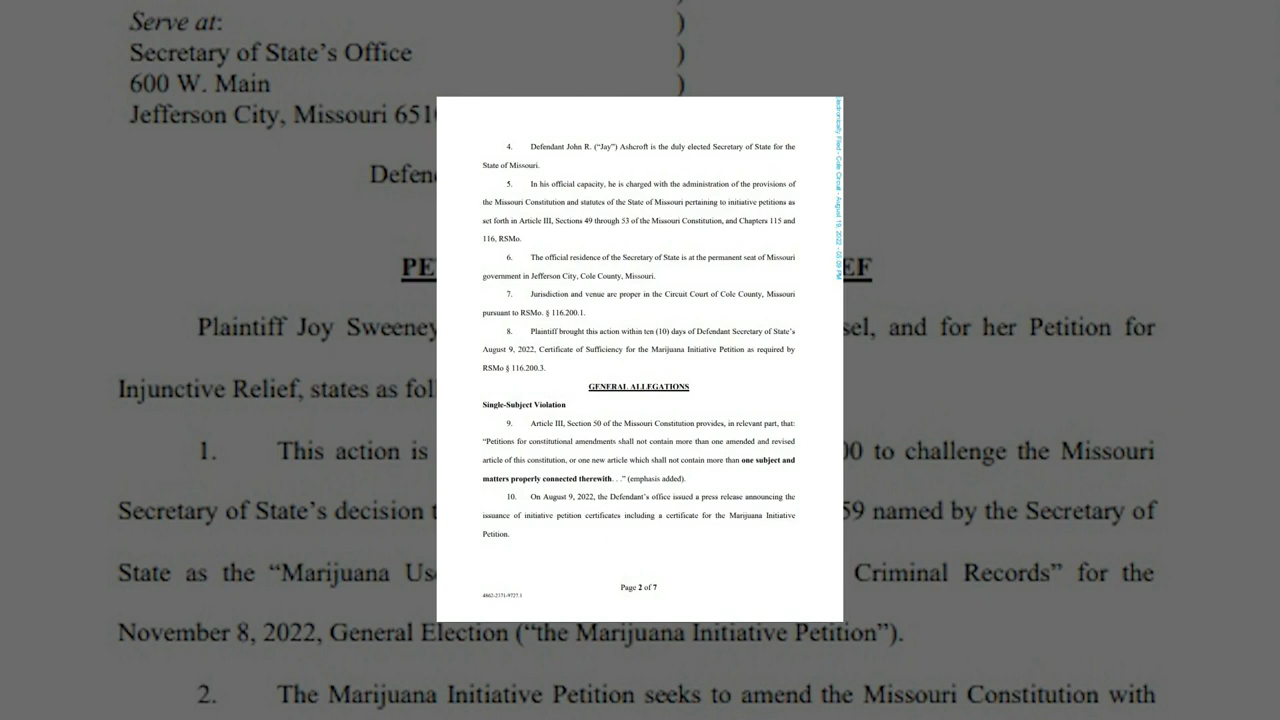 Serve at:
)
Secretary of State's Office
)
600 W. Main
)
Jefferson City, Missouri
)
PE
EF
Plaintiff Joy Sweeney
sel, and for her Petition for
Injunctive Relief, states as
1. This action is
to challenge the Missouri
Secretary of State's decision
59 named by the Secretary of
State as the "Marijuana
Criminal Records" for the
November 8, 2022, General Election ("the Marijuana Initiative Petition").
2. The Marijuana Initiative Petition seeks to amend the Missouri Constitution with
4. Defendant John R. ("Jay") Ashcroft is the duly elected Secretary of State for the
State of Missouri.
5. In his official capacity, he is charged with the administration of the provisions of
the Missouri Constitution and statutes of the State of Missouri pertaining to initiative petitions as
set forth in Article III, Sections 49 through 53 of the Missouri Constitution, and Chapters 115 and
116, RSMo.
6. The official residence of the Secretary of State is at the permanent seat of Missouri
government in Jefferson City, Cole County, Missouri.
7. Jurisdiction and venue are proper in the Circuit Court of Cole County, Missouri
pursuant to RSMo. § 116.200.1.
8. Plaintiff brought this action within ten (10) days of Defendant Secretary of State's
August 9, 2022, Certificate of Sufficiency for the Marijuana Initiative Petition as required by
RSMo § 116.200.3.
GENERAL ALLEGATIONS
Single-Subject Violation
9. Article III, Section 50 of the Missouri Constitution provides, in relevant part, that:
"Petitions for constitutional amendments shall not contain more than one amended and revised
article of this constitution, or one new article which shall not contain more than one subject and
matters properly connected therewith. . ." (emphasis added).
10. On August 9, 2022, the Defendant's office issued a press release announcing the
issuance of initiative petition certificates including a certificate for the Marijuana Initiative
Petition.
Page 2 of 7
4862-2371-9727.1
Electronically Filed - Cole Circuit - August 19, 2022 - 05:09 PM